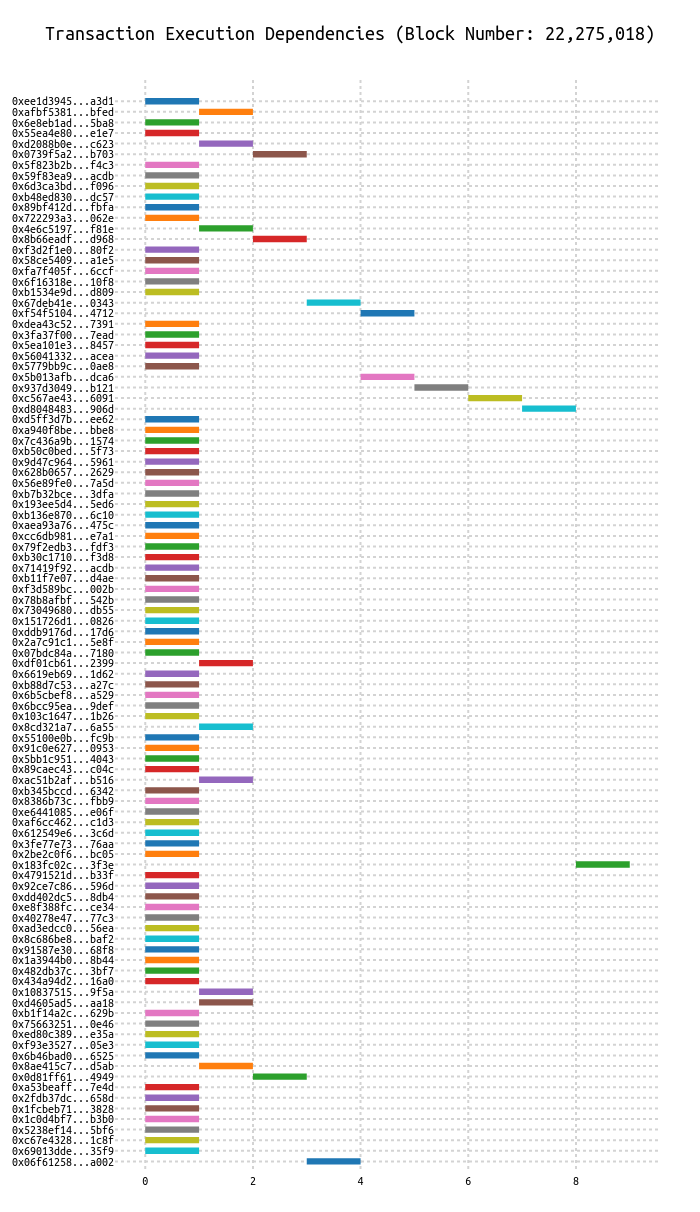 Transaction Execution Dependencies (Block Number: 22,275,018)
0xee1d3945...a3d1
0xafbf5381...bfed
0x6e8eb1ad...5ba8
0x55ea4e80...e1e7
0xd2088b0e...c623
0x0739f5a2...b703
0x5f823b2b...f4c3
0x59f83ea9...acdb
0x6d3ca3bd...f096
0xb48ed830...dc57
0x89bf412d...fbfa
0x722293a3...062e
0x4e6c5197...f81e
0x8b66eadf...d968
0xf3d2f1e0...80f2
0x58ce5409...a1e5
0xfa7f405f...6ccf
0x6f16318e...10f8
0xb1534e9d...d809
0x67deb41e...0343
0xf54f5104...4712
0xdea43c52...7391
0x3fa37f00...7ead
0x5ea101e3...8457
0x56041332...acea
0x5779bb9c...0ae8
0x5b013afb...dca6
0x937d3049...b121
0xc567ae43...6091
0xd8048483...906d
0xd5ff3d7b...ee62
0xa940f8be...bbe8
0x7c436a9b...1574
0xb50c0bed...5f73
0x9d47c964...5961
0x628b0657...2629
0x56e89fe0...7a5d
0xb7b32bce...3dfa
0x193ee5d4...5ed6
0xb136e870...6c10
0xaea93a76...475c
0xcc6db981...e7a1
0x79f2edb3...fdf3
0xb30c1710...f3d8
0x71419f92...acdb
0xb11f7e07...d4ae
0xf3d589bc...002b
0x78b8afbf...542b
0x73049680...db55
0x151726d1...0826
0xddb9176d...17d6
0x2a7c91c1...5e8f
0x07bdc84a...7180
0xdf01cb61...2399
0x6619eb69...1d62
0xb88d7c53...a27c
0x6b5cbef8...a529
0x6bcc95ea...9def
0x103c1647...1b26
0x8cd321a7...6a55
0x55100e0b...fc9b
0x91c0e627...0953
0x5bb1c951...4043
0x89caec43...c04c
0xac51b2af...b516
0xb345bccd...6342
0x8386b73c...fbb9
0xe6441085...e06f
0xaf6cc462...c1d3
0x612549e6...3c6d
0x3fe77e73...76aa
0x2be2c0f6...bc05
0x183fc02c...3f3e
0x4791521d...b33f
0x92ce7c86...596d
0xdd402dc5...8db4
0xe8f388fc...ce34
0x40278e47...77c3
0xad3edcc0...56ea
0x8c686be8...baf2
0x91587e30...68f8
0x1a3944b0...8b44
0x482db37c...3bf7
0x434a94d2...16a0
0x10837515...9f5a
0xd4605ad5...aa18
0xb1f14a2c...629b
0x75663251...0e46
0xed80c389...e35a
0xf93e3527...05e3
0x6b46bad0...6525
0x8ae415c7...d5ab
0x0d81ff61...4949
0xa53beaff...7e4d
0x2fdb37dc...658d
0x1fcbeb71...3828
0x1c0d4bf7...b3b0
0x5238ef14...5bf6
0xc67e4328...1c8f
0x69013dde...35f9
0x06f61258...a002
0 2 4 6 8